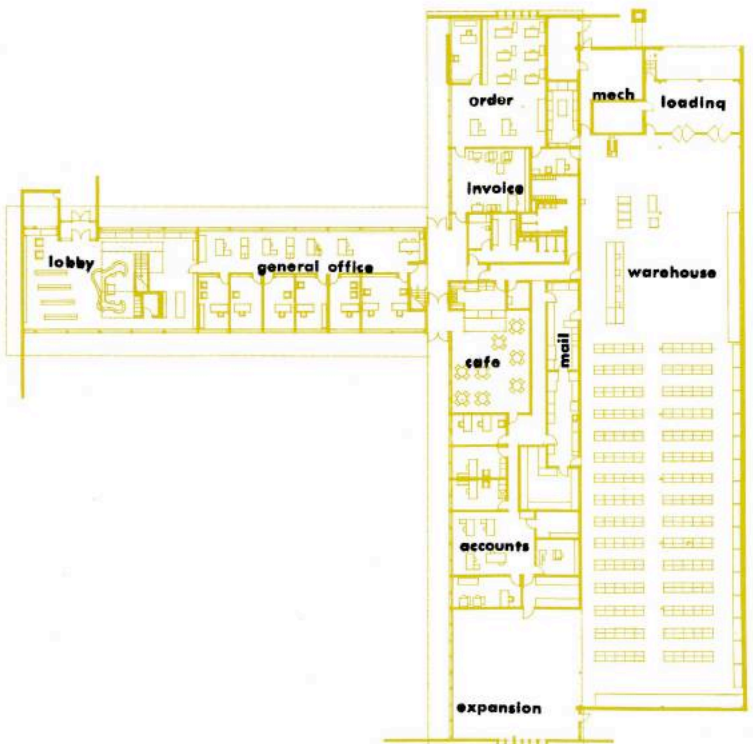 order
mech
loading
invoice
lobby
general office
warehouse
cafe
mail
accounts
expansion